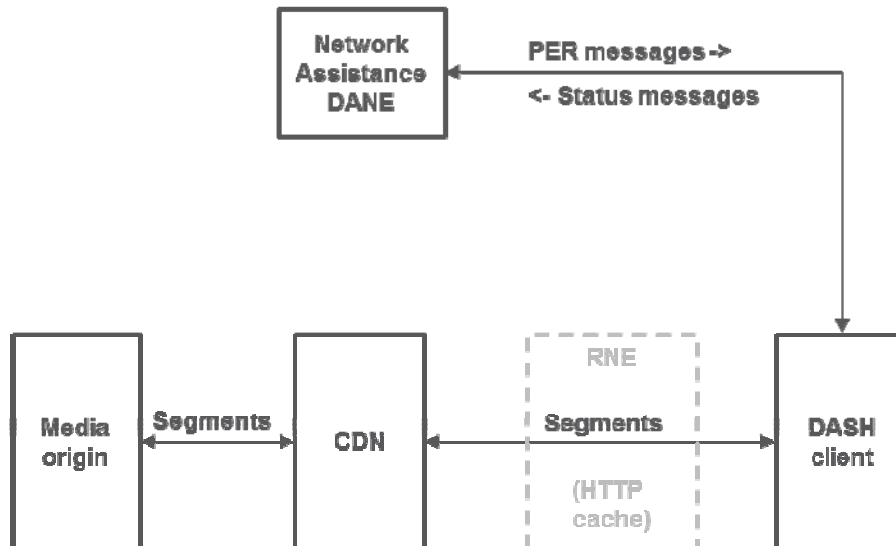 Network
Assistance
DANE
PER messages ->
<- Status messages
RNE
Media
origin
Segments
CDN
Segments
DASH
client
(HTTP
cache)